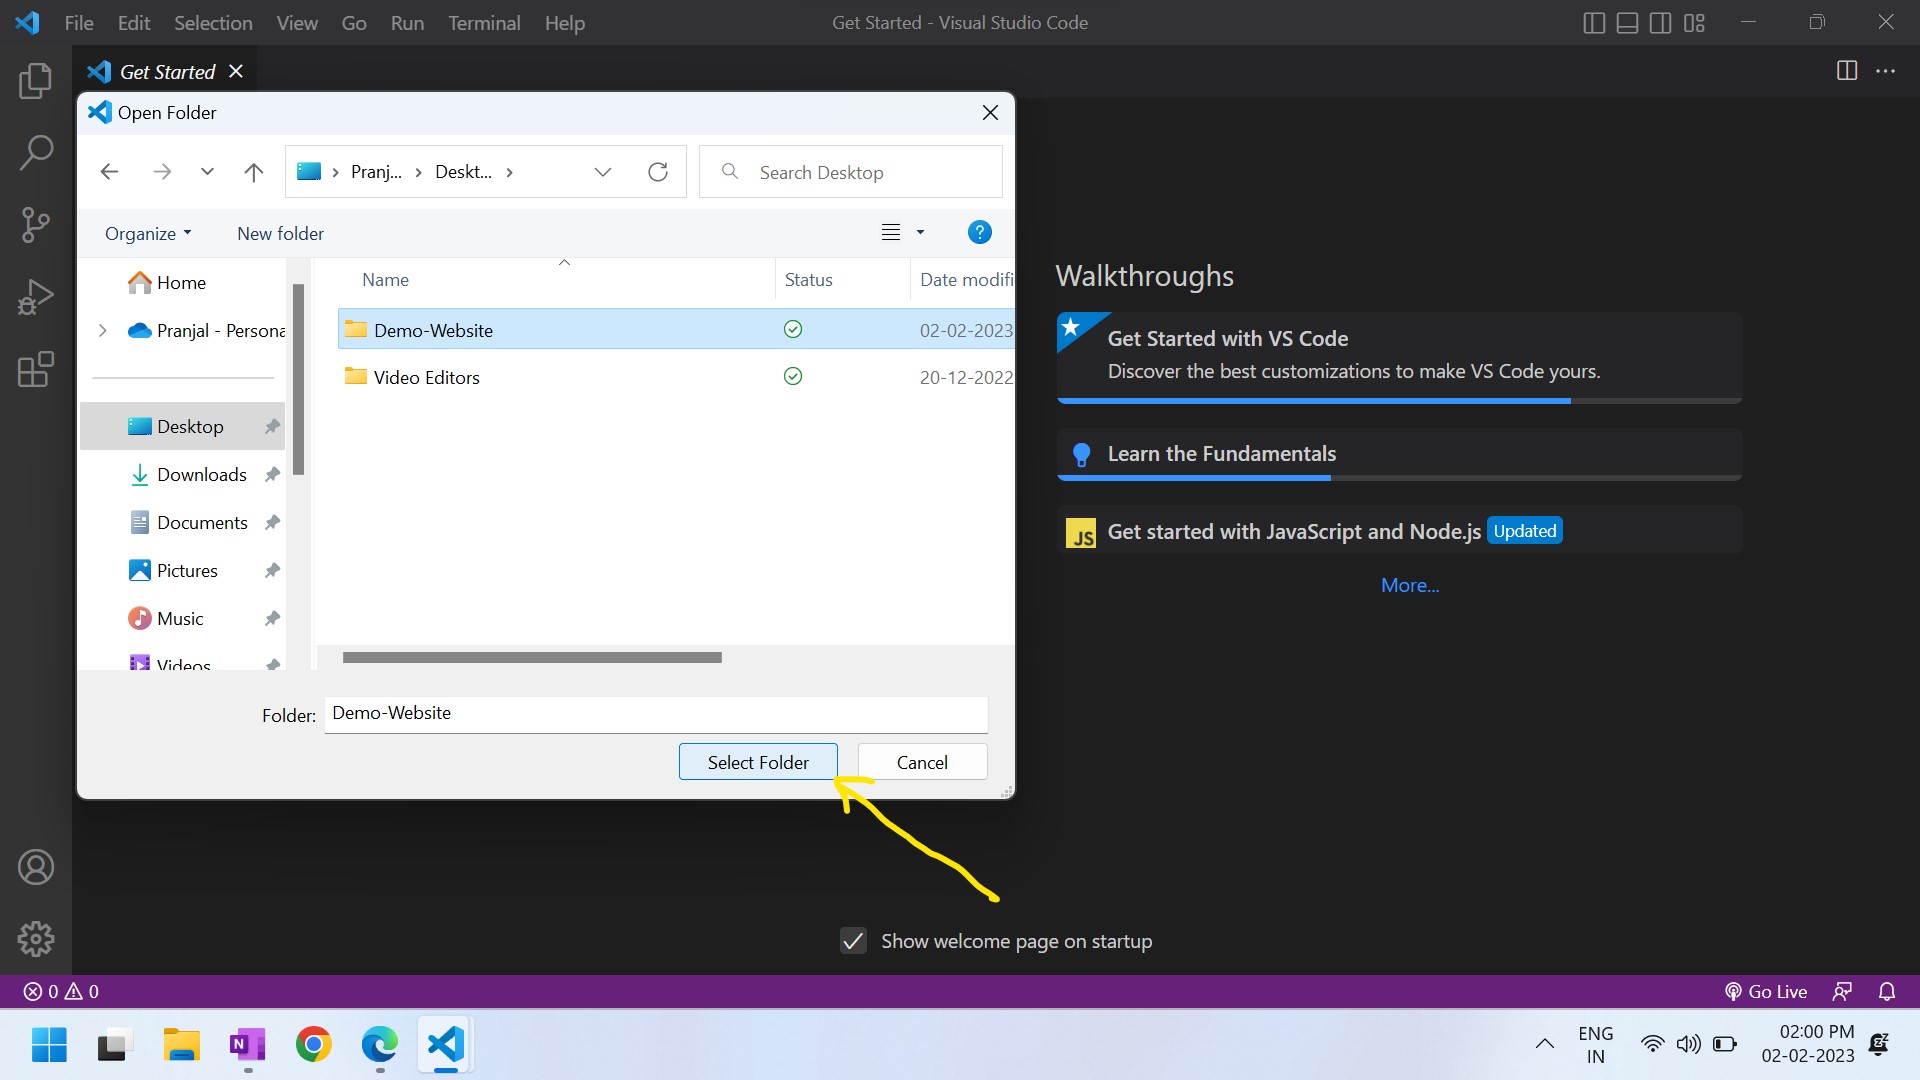 File Edit Selection View Go Run Terminal Help
Get Started - Visual Studio Code
Get Started
Open Folder
Pranj... Deskt...
Search Desktop
Organize New folder
?
Home
Pranjal - Persona
Desktop
Downloads
Documents
Pictures
Music
Videos
Name Status Date modifi
Demo-Website 02-02-2023
Video Editors 20-12-2022
Folder: Demo-Website
Select Folder Cancel
Walkthroughs
Get Started with VS Code
Discover the best customizations to make VS Code yours.
Learn the Fundamentals
JS Get started with JavaScript and Node.js Updated
More...
Show welcome page on startup
0 0 Go Live
N
ENG
IN
02:00 PM
02-02-2023